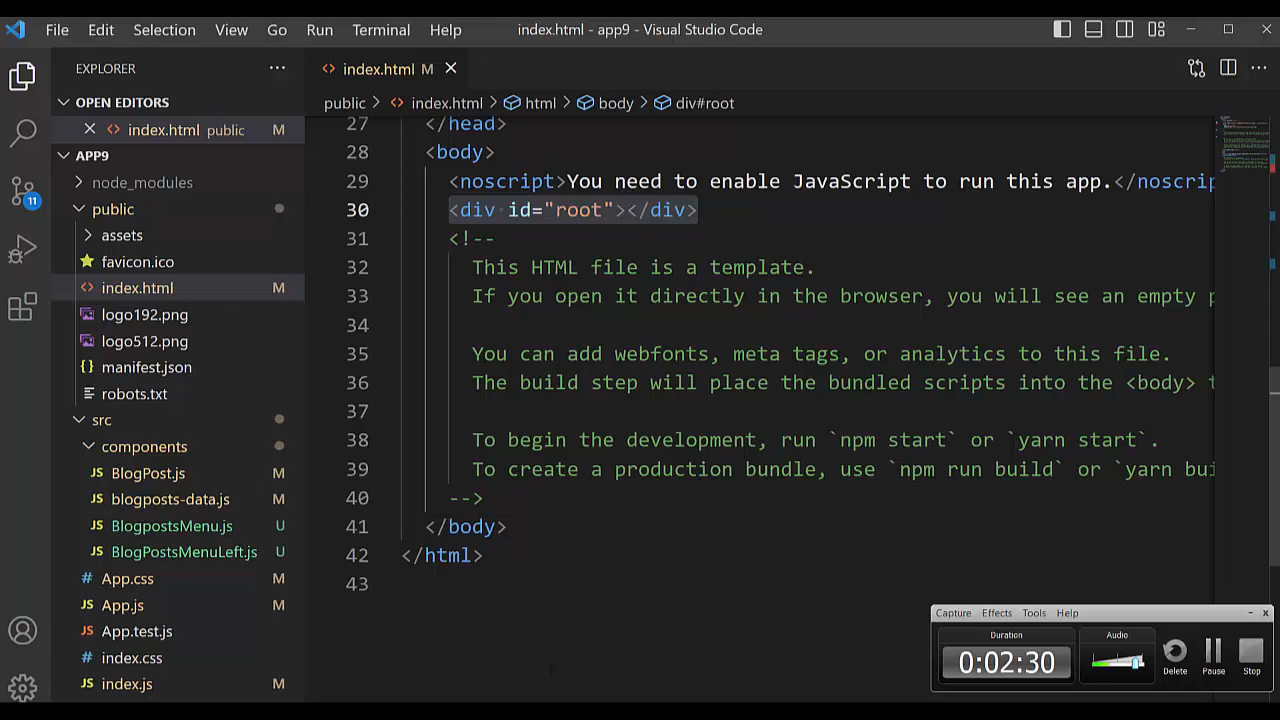 File Edit Selection View Go Run Terminal Help index.html - app9 - Visual Studio Code
EXPLORER
OPEN EDITORS
index.html public M
APP9
node_modules
public
assets
favicon.ico
index.html M
logo192.png
logo512.png
manifest.json
robots.txt
src
components
BlogPost.js M
blogposts-data.js M
BlogpostsMenu.js U
BlogPostsMenuLeft.js U
App.css M
App.js M
App.test.js
index.css
index.js M
11
index.html M
public > index.html > html > body > div#root
27 </head>
28 <body>
29 <noscript>You need to enable JavaScript to run this app.</noscrip
30 <div id="root"></div>
31 <!--
32 This HTML file is a template.
33 If you open it directly in the browser, you will see an empty p
34
35 You can add webfonts, meta tags, or analytics to this file.
36 The build step will place the bundled scripts into the <body> t
37
38 To begin the development, run `npm start` or `yarn start`.
39 To create a production bundle, use `npm run build` or `yarn bui
40 -->
41 </body>
42 </html>
43
Capture Effects Tools Help
Duration Audio
0:02:30
Delete Pause Stop